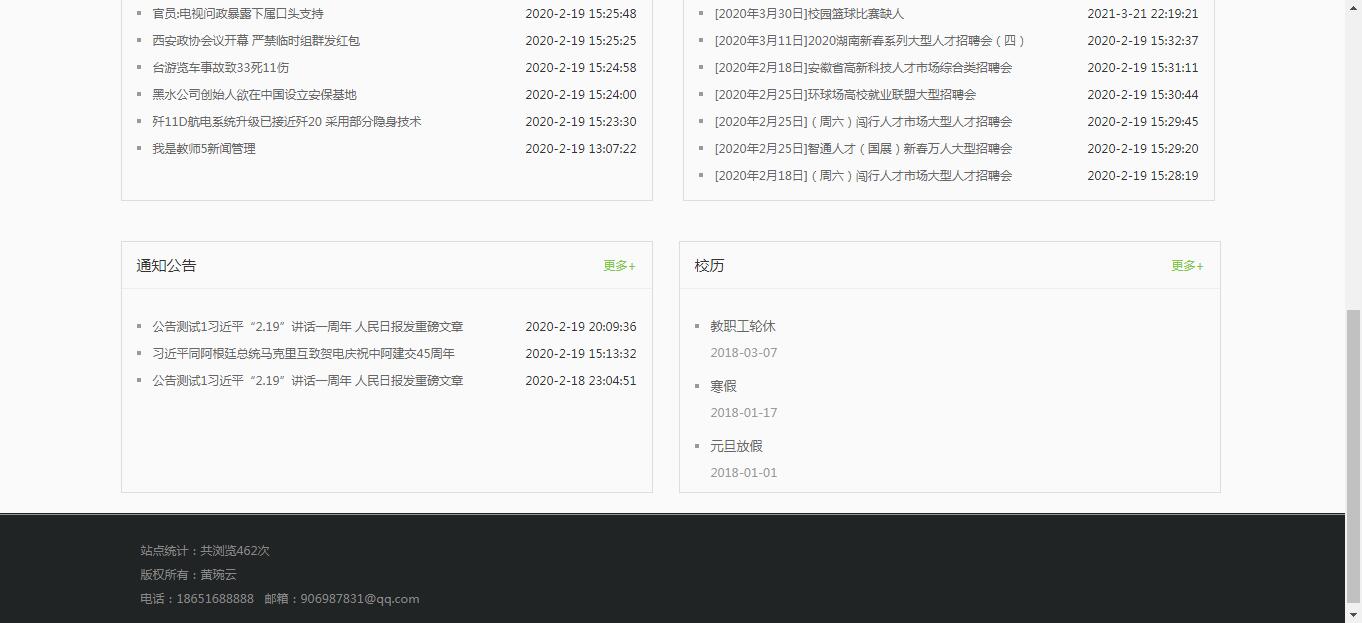 官员:电视问政暴露下属口头支持 2020-2-19 15:25:48
西安政协会议开幕 严禁临时组群发红包 2020-2-19 15:25:25
台游览车事故致33死11伤 2020-2-19 15:24:58
黑水公司创始人欲在中国设立安保基地 2020-2-19 15:24:00
歼11D航电系统升级已接近歼20 采用部分隐身技术 2020-2-19 15:23:30
我是教师5新闻管理 2020-2-19 13:07:22
[2020年3月30日]校园篮球比赛缺人 2021-3-21 22:19:21
[2020年3月11日]2020湖南新春系列大型人才招聘会（四） 2020-2-19 15:32:37
[2020年2月18日]安徽省高新科技人才市场综合类招聘会 2020-2-19 15:31:11
[2020年2月25日]环球场高校就业联盟大型招聘会 2020-2-19 15:30:44
[2020年2月25日]（周六）闯行人才市场大型人才招聘会 2020-2-19 15:29:45
[2020年2月25日]智通人才（国展）新春万人大型招聘会 2020-2-19 15:29:20
[2020年2月18日]（周六）闯行人才市场大型人才招聘会 2020-2-19 15:28:19
通知公告 更多+
公告测试1习近平“2.19”讲话一周年 人民日报发重磅文章 2020-2-19 20:09:36
习近平同阿根廷总统马克里互致贺电庆祝中阿建交45周年 2020-2-19 15:13:32
公告测试1习近平“2.19”讲话一周年 人民日报发重磅文章 2020-2-18 23:04:51
校历 更多+
教职工轮休
2018-03-07
寒假
2018-01-17
元旦放假
2018-01-01
站点统计：共浏览462次
版权所有：黄琬云
电话：18651688888 邮箱：906987831@qq.com